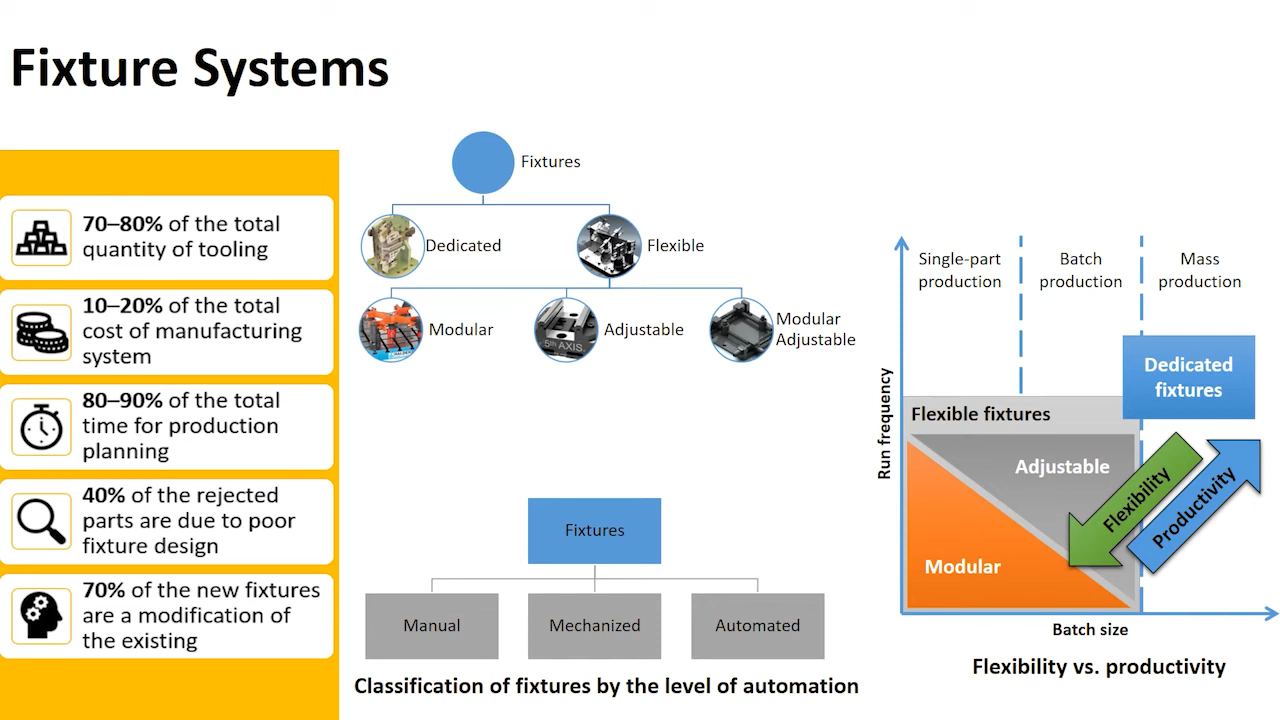 Fixture Systems
70–80% of the total
quantity of tooling
10–20% of the total
cost of manufacturing
system
80–90% of the total
time for production
planning
40% of the rejected
parts are due to poor
fixture design
70% of the new fixtures
are a modification of
the existing
Fixtures
Dedicated
Flexible
Modular
5th AXIS
Adjustable
Modular
Adjustable
Fixtures
Manual
Mechanized
Automated
Classification of fixtures by the level of automation
Single-part
production
Batch
production
Mass
production
Dedicated
fixtures
Run frequency
Flexible fixtures
Adjustable
Modular
Flexibility
Productivity
Batch size
Flexibility vs. productivity